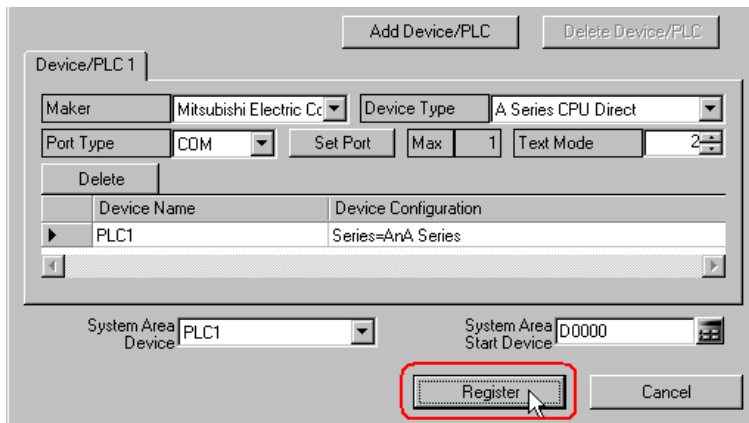 Add Device/PLC Delete Device/PLC
Device/PLC 1
Maker Mitsubishi Electric Cc Device Type A Series CPU Direct
Port Type COM Set Port Max 1 Text Mode 2
Delete
Device Name Device Configuration
PLC1 Series=AnA Series
System Area Device PLC1 System Area Start Device D0000
Register Cancel